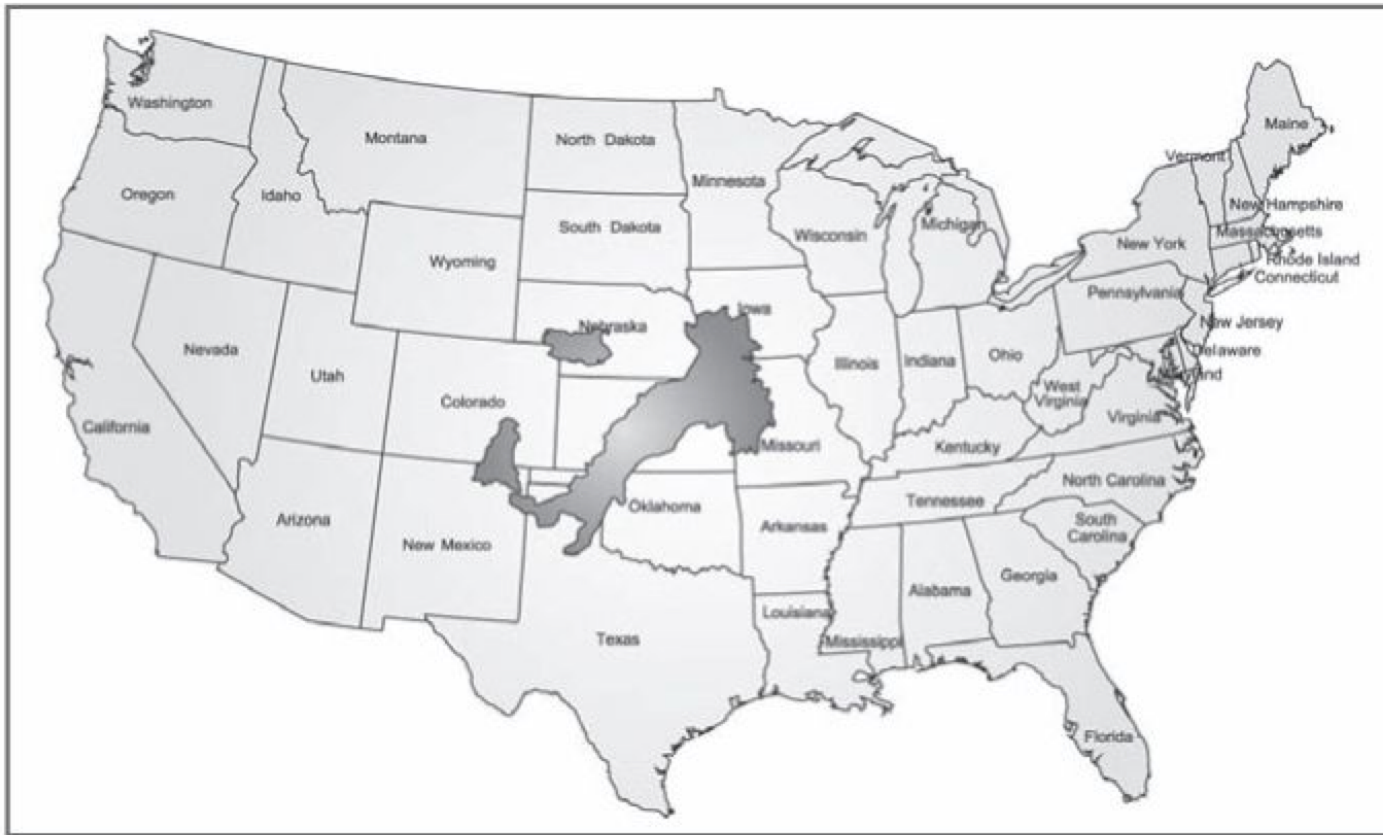 Washington
Montana
North Dakota
Minnesota
Maine
Vermont
Oregon
Idaho
New Hampshire
South Dakota
Wisconsin
Michigan
Massachusetts
New York
Wyoming
Rhode Island
Connecticut
Pennsylvania
Iowa
Nebraska
New Jersey
Nevada
Delaware
Illinois
Indiana
Ohio
Utah
West
Virginia
Colorado
California
Virginia
Missouri
Kentucky
North Carolina
Tennessee
Oklahoma
Arizona
Arkansas
South
Carolina
New Mexico
Georgia
Alabama
Louisiana
Texas
Mississippi
Florida